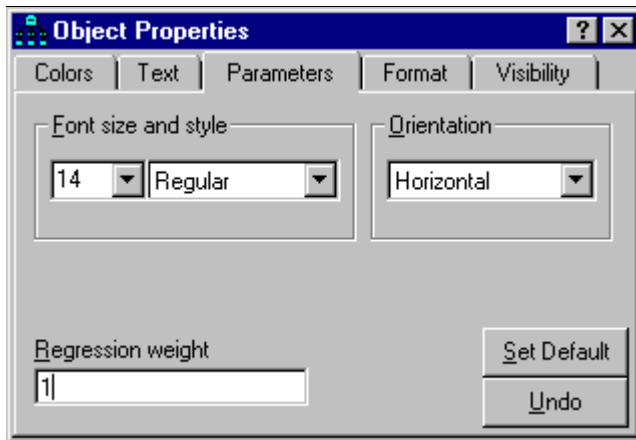 Object Properties
Colors Text Parameters Format Visibility
Font size and style Orientation
14 Regular Horizontal
Regression weight
1
Set Default
Undo